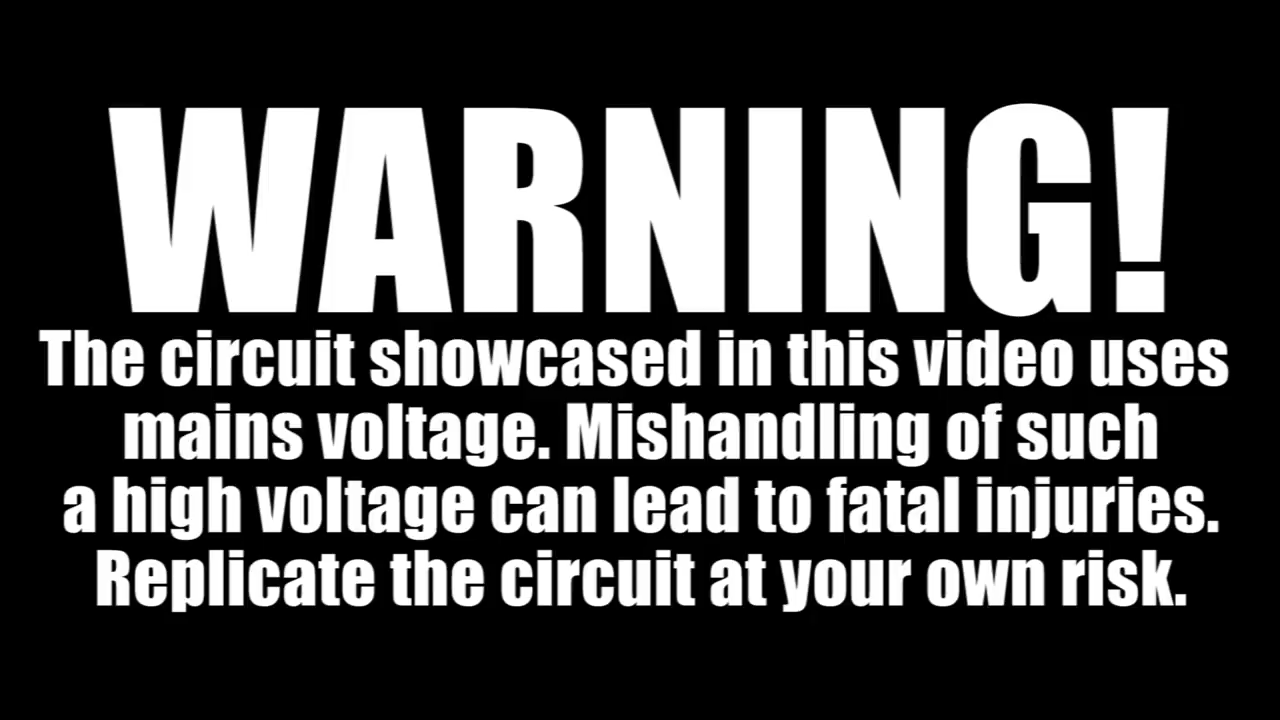 WARNING!
The circuit showcased in this video uses
mains voltage. Mishandling of such
a high voltage can lead to fatal injuries.
Replicate the circuit at your own risk.